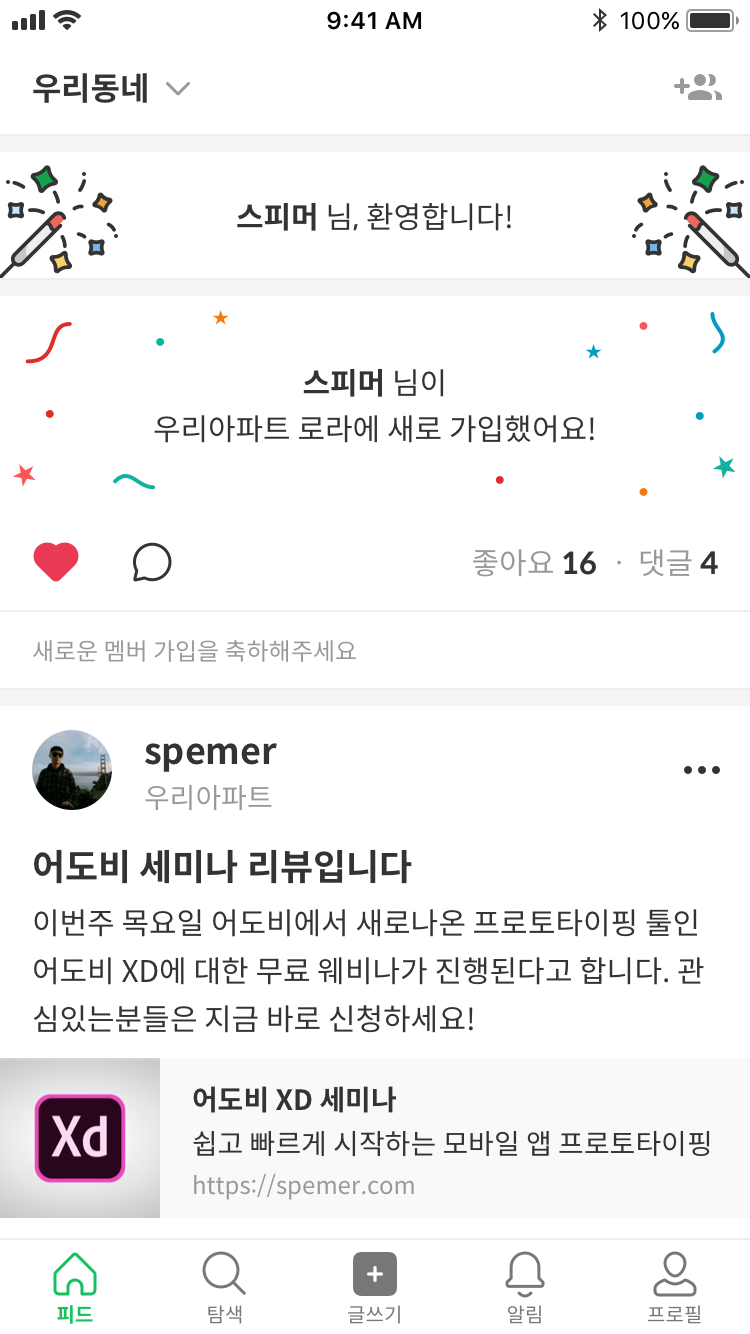 9:41 AM
100%
우리동네
스피머 님, 환영합니다!
스피머 님이
우리아파트 로라에 새로 가입했어요!
좋아요 16 · 댓글 4
새로운 멤버 가입을 축하해주세요
spemer
우리아파트
어도비 세미나 리뷰입니다
이번주 목요일 어도비에서 새로나온 프로토타이핑 툴인
어도비 XD에 대한 무료 웨비나가 진행된다고 합니다. 관
심있는분들은 지금 바로 신청하세요!
Xd
어도비 XD 세미나
쉽고 빠르게 시작하는 모바일 앱 프로토타이핑
https://spemer.com
피드
탐색
글쓰기
알림
프로필